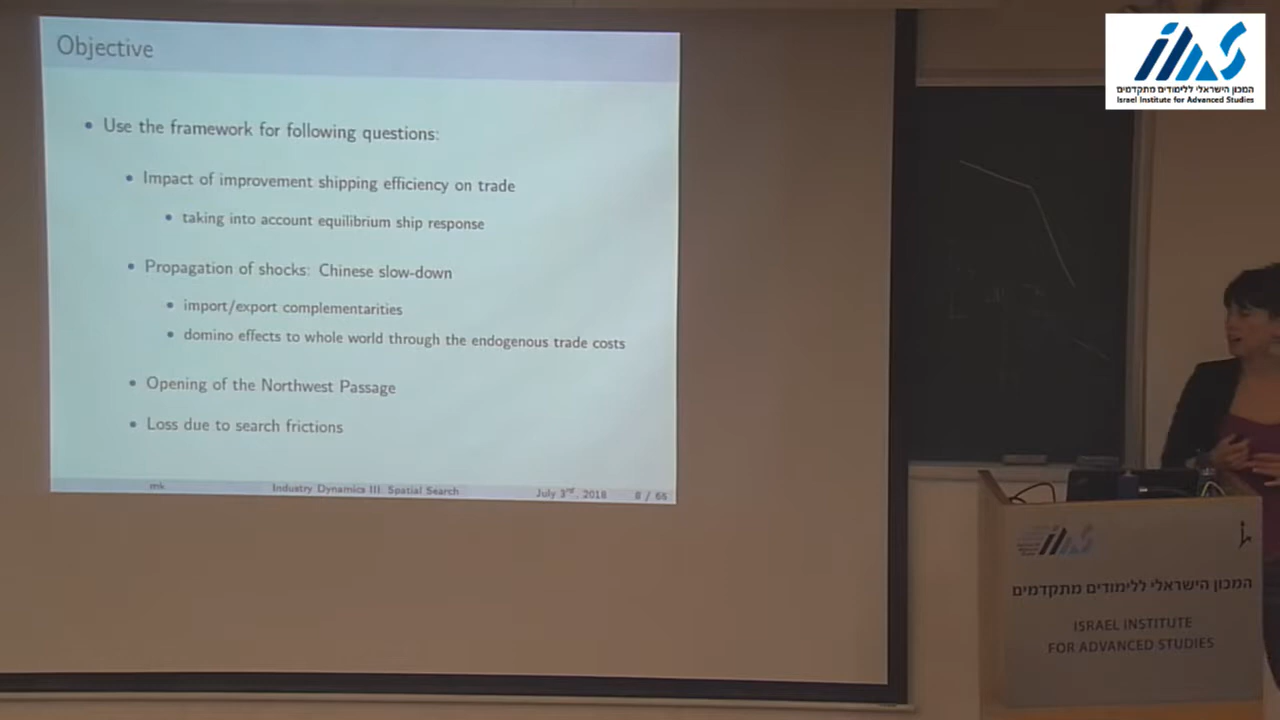 Objective
• Use the framework for following questions:
• Impact of improvement shipping efficiency on trade
• taking into account equilibrium ship response
• Propagation of shocks: Chinese slow-down
• import/export complementarities
• domino effects to whole world through the endogenous trade costs
• Opening of the Northwest Passage
• Loss due to search frictions
mk Industry Dynamics III: Spatial Search July 3rd, 2018 8 / 66
המכון הישראלי ללימודים מתקדמים
Israel Institute for Advanced Studies
המכון הישראלי ללימודים מתקדמים
ISRAEL INSTITUTE
FOR ADVANCED STUDIES